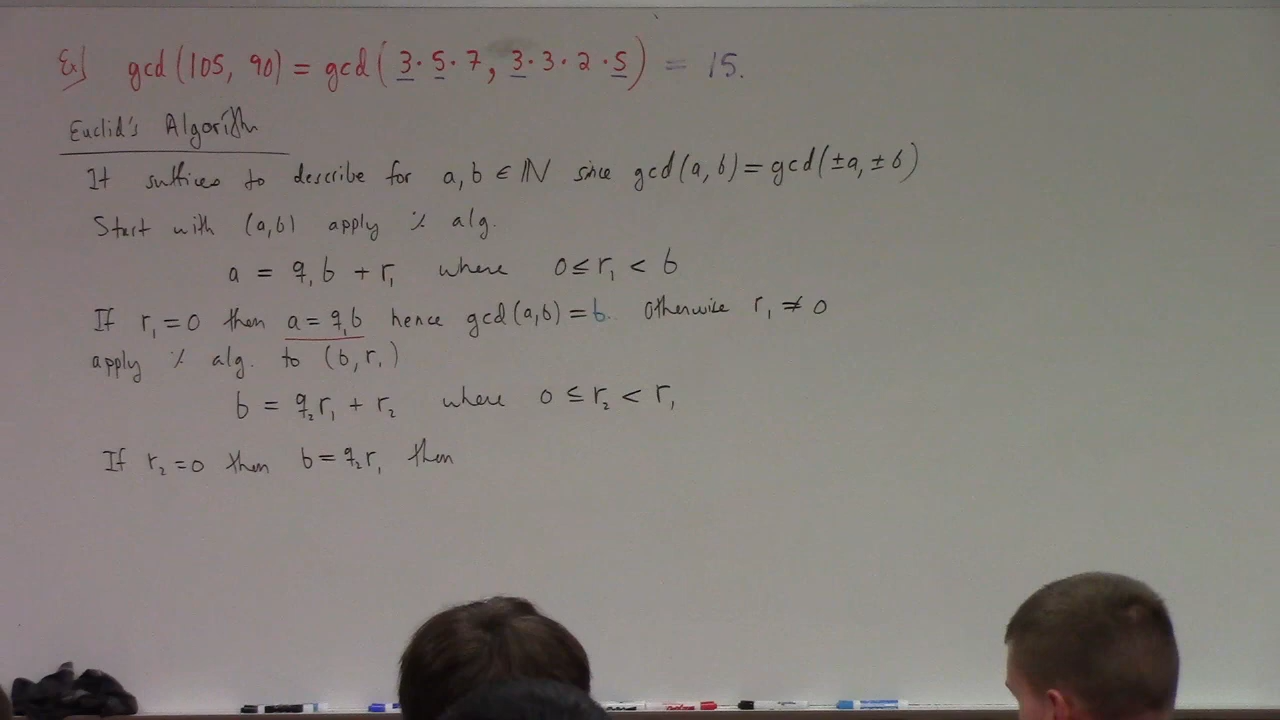 Ex) gcd(105, 90) = gcd(3·5·7, 3·3·2·5) = 15.
Euclid's Algorithm
It suffices to describe for a, b ∈ ℕ since gcd(a, b) = gcd(±a, ±b)
Start with (a, b) apply ÷ alg.
a = q₁b + r₁ where 0 ≤ r₁ < b
If r₁ = 0 then a = q₁b hence gcd(a, b) = b. Otherwise r₁ ≠ 0
apply ÷ alg. to (b, r₁)
b = q₂r₁ + r₂ where 0 ≤ r₂ < r₁
If r₂ = 0 then b = q₂r₁ then